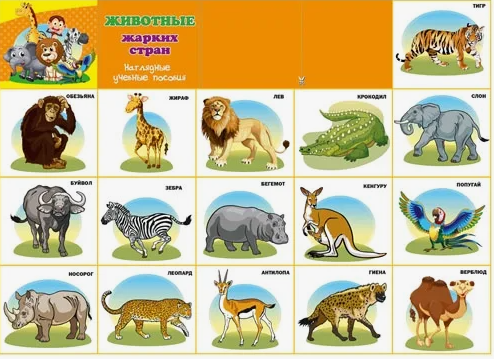 ЖИВОТНЫЕ
ЖАРКИХ
СТРАН
Наглядные
учебные пособия
ТИГР
ОБЕЗЬЯНА
ЖИРАФ
ЛЕВ
КРОКОДИЛ
СЛОН
БУЙВОЛ
ЗЕБРА
БЕГЕМОТ
КЕНГУРУ
ПОПУГАЙ
НОСОРОГ
ЛЕОПАРД
АНТИЛОПА
ГИЕНА
ВЕРБЛЮД